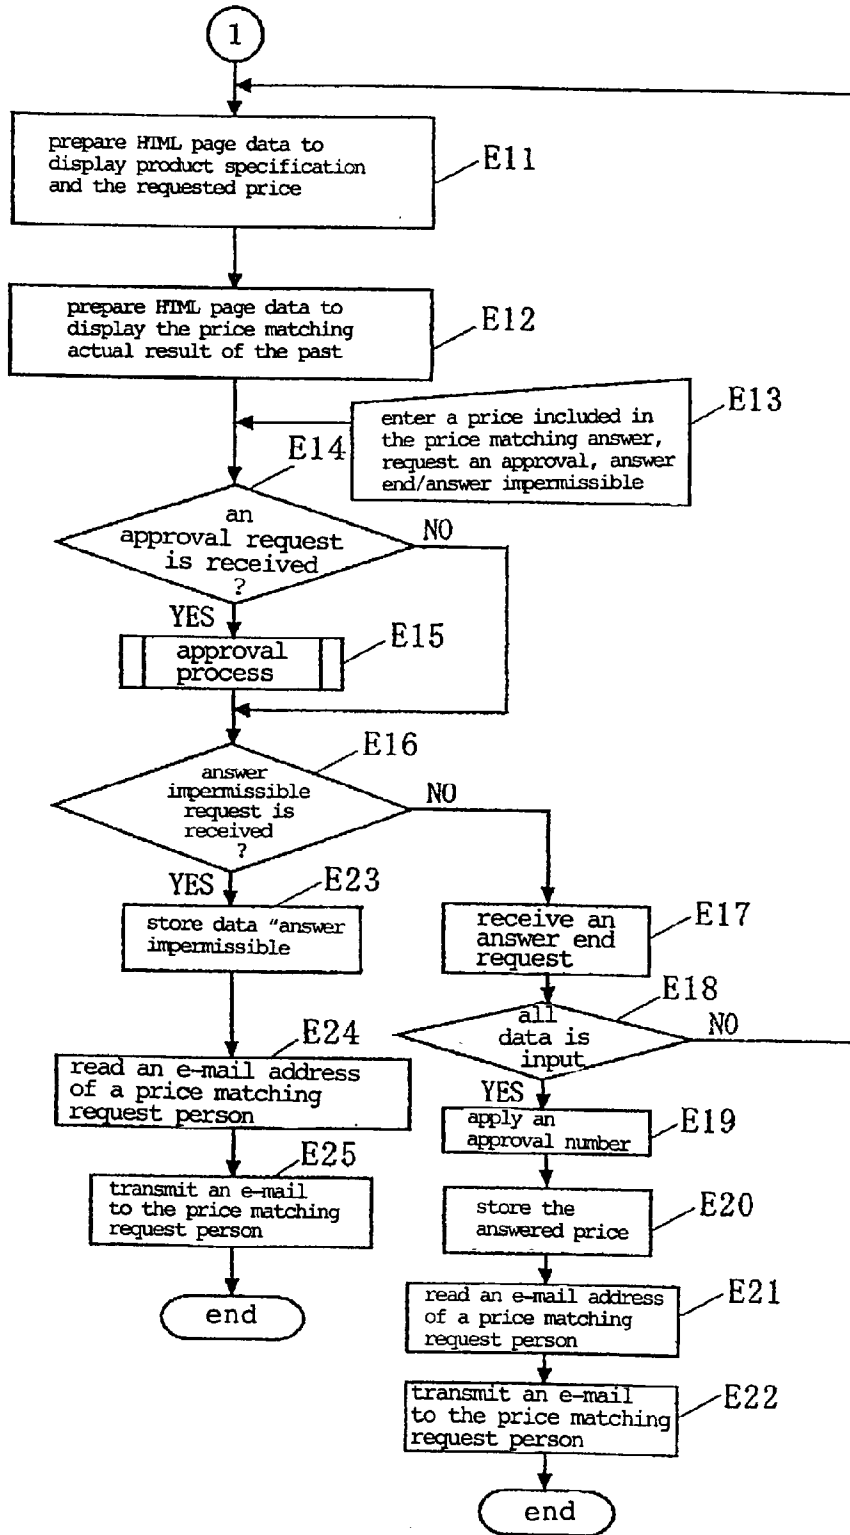 1
prepare HTML page data to
display product specification
and the requested price
E11
prepare HTML page data to
display the price matching
actual result of the past
E12
enter a price included in
the price matching answer,
request an approval, answer
end/answer impermissible
E13
E14
an
approval request
is received
?
NO
YES
approval
process
E15
E16
answer
impermissible
request is
received
?
NO
YES
E23
store data "answer
impermissible
receive an
answer end
request
E17
E18
all
data is
input
NO
YES
E24
read an e-mail address
of a price matching
request person
apply an
approval number
E19
E25
transmit an e-mail
to the price matching
request person
store the
answered price
E20
end
read an e-mail address
of a price matching
request person
E21
transmit an e-mail
to the price matching
request person
E22
end